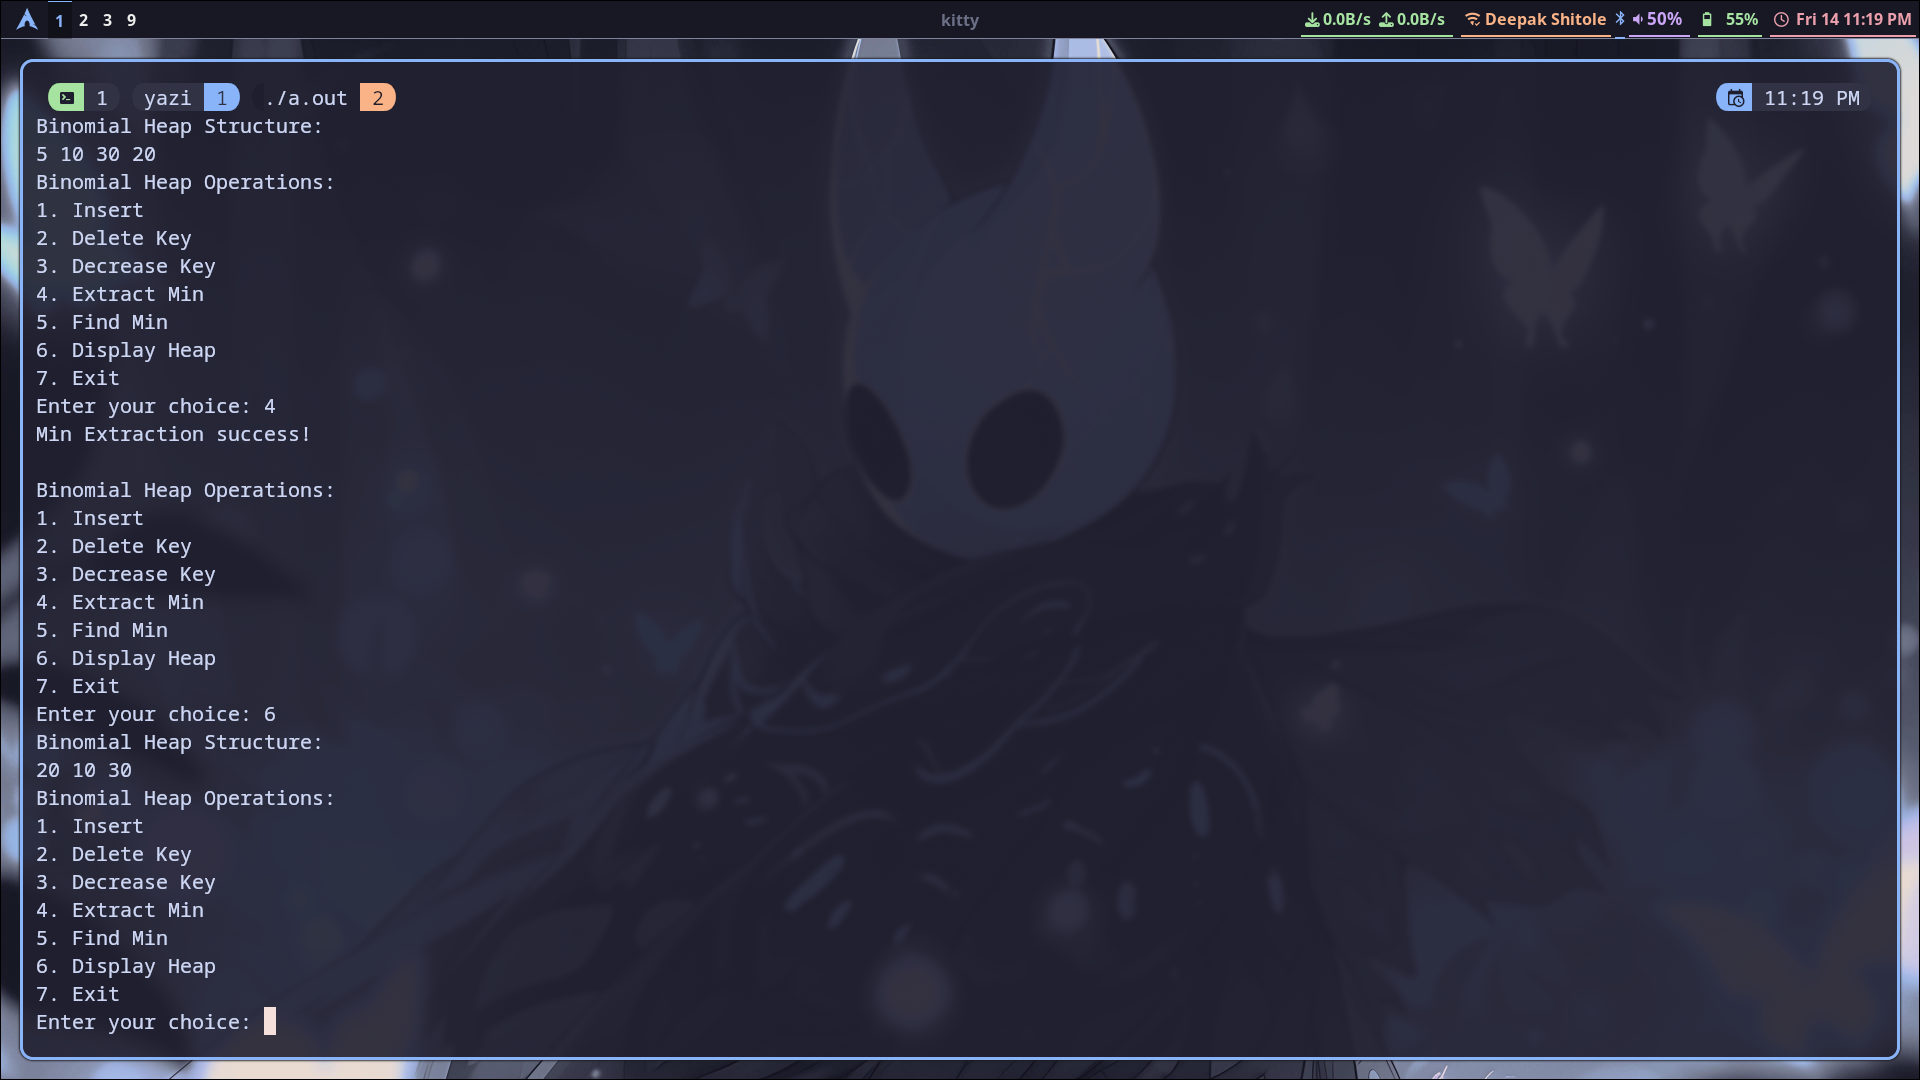 1 2 3 9 kitty 0.0B/s 0.0B/s Deepak Shitole 50% 55% Fri 14 11:19 PM
1 yazi 1 ./a.out 2 11:19 PM
Binomial Heap Structure:
5 10 30 20
Binomial Heap Operations:
1. Insert
2. Delete Key
3. Decrease Key
4. Extract Min
5. Find Min
6. Display Heap
7. Exit
Enter your choice: 4
Min Extraction success!
Binomial Heap Operations:
1. Insert
2. Delete Key
3. Decrease Key
4. Extract Min
5. Find Min
6. Display Heap
7. Exit
Enter your choice: 6
Binomial Heap Structure:
20 10 30
Binomial Heap Operations:
1. Insert
2. Delete Key
3. Decrease Key
4. Extract Min
5. Find Min
6. Display Heap
7. Exit
Enter your choice: